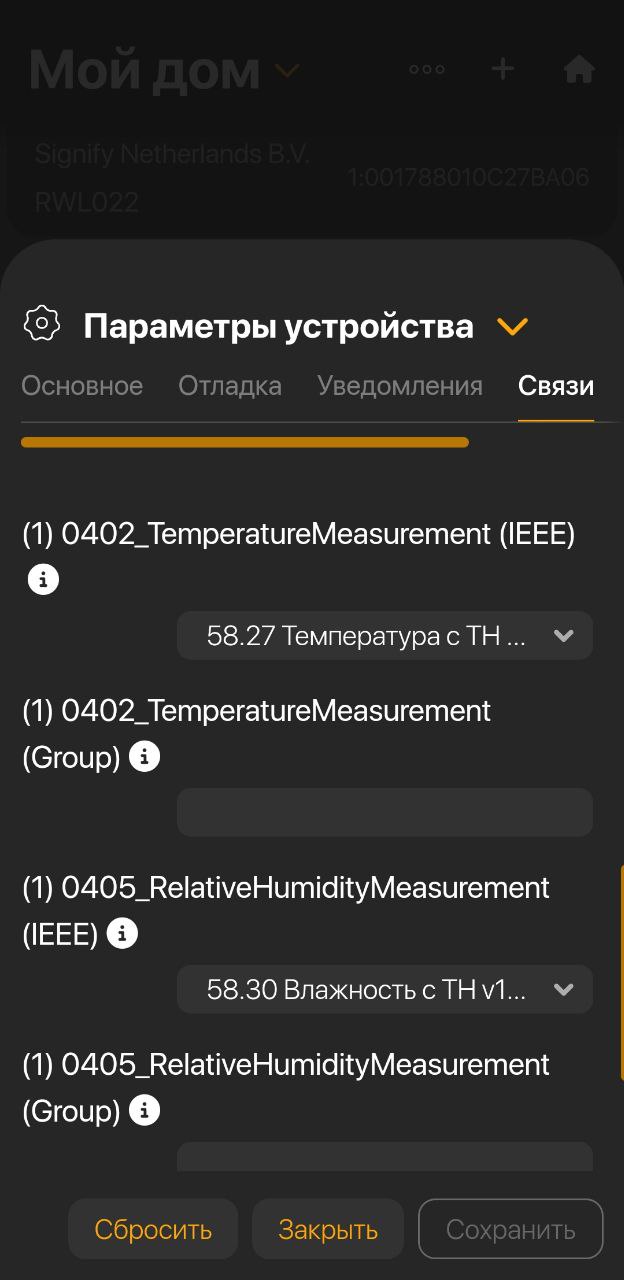 Мой дом
Signify Netherlands B.V.
1:001788010C27BA06
RWL022
Параметры устройства
Основное Отладка Уведомления Связи
(1) 0402_TemperatureMeasurement (IEEE)
58.27 Температура с TH ...
(1) 0402_TemperatureMeasurement
(Group)
(1) 0405_RelativeHumidityMeasurement
(IEEE)
58.30 Влажность с TH v1...
(1) 0405_RelativeHumidityMeasurement
(Group)
Сбросить Закрыть Сохранить